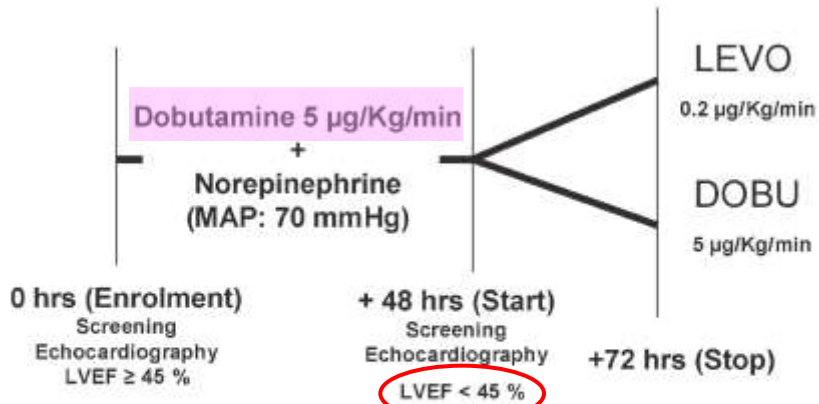 Dobutamine 5 µg/Kg/min
+
Norepinephrine
(MAP: 70 mmHg)
LEVO
0.2 µg/Kg/min
DOBU
5 µg/Kg/min
0 hrs (Enrolment)
Screening
Echocardiography
LVEF ≥ 45 %
+ 48 hrs (Start)
Screening
Echocardiography
LVEF < 45 %
+72 hrs (Stop)